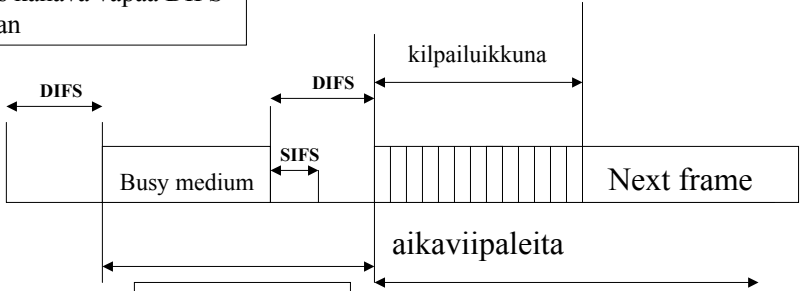 kanava vapaa DIFS
an
kilpailuikkuna
DIFS
DIFS
SIFS
Busy medium
Next frame
aikaviipaleita